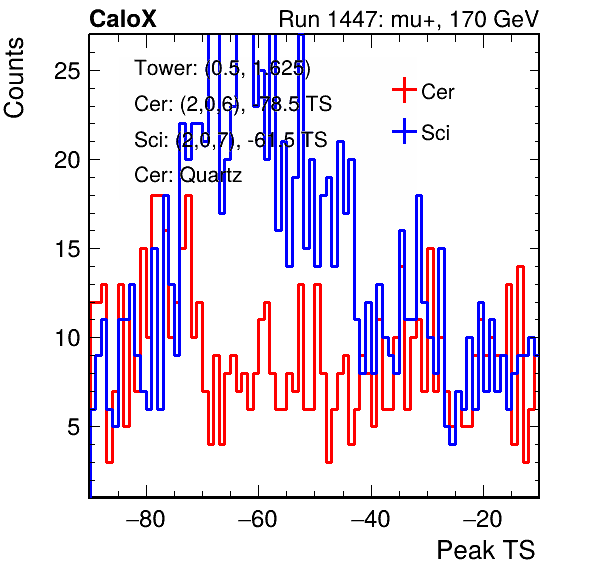 CaloX Run 1447: mu+, 170 GeV
Counts
25
20
15
10
5
Tower: (0.5, 1.625)
Cer: (2,0,6), -78.5 TS
Sci: (2,0,7), -61.5 TS
Cer: Quartz
Cer
Sci
−80 −60 −40 −20
Peak TS